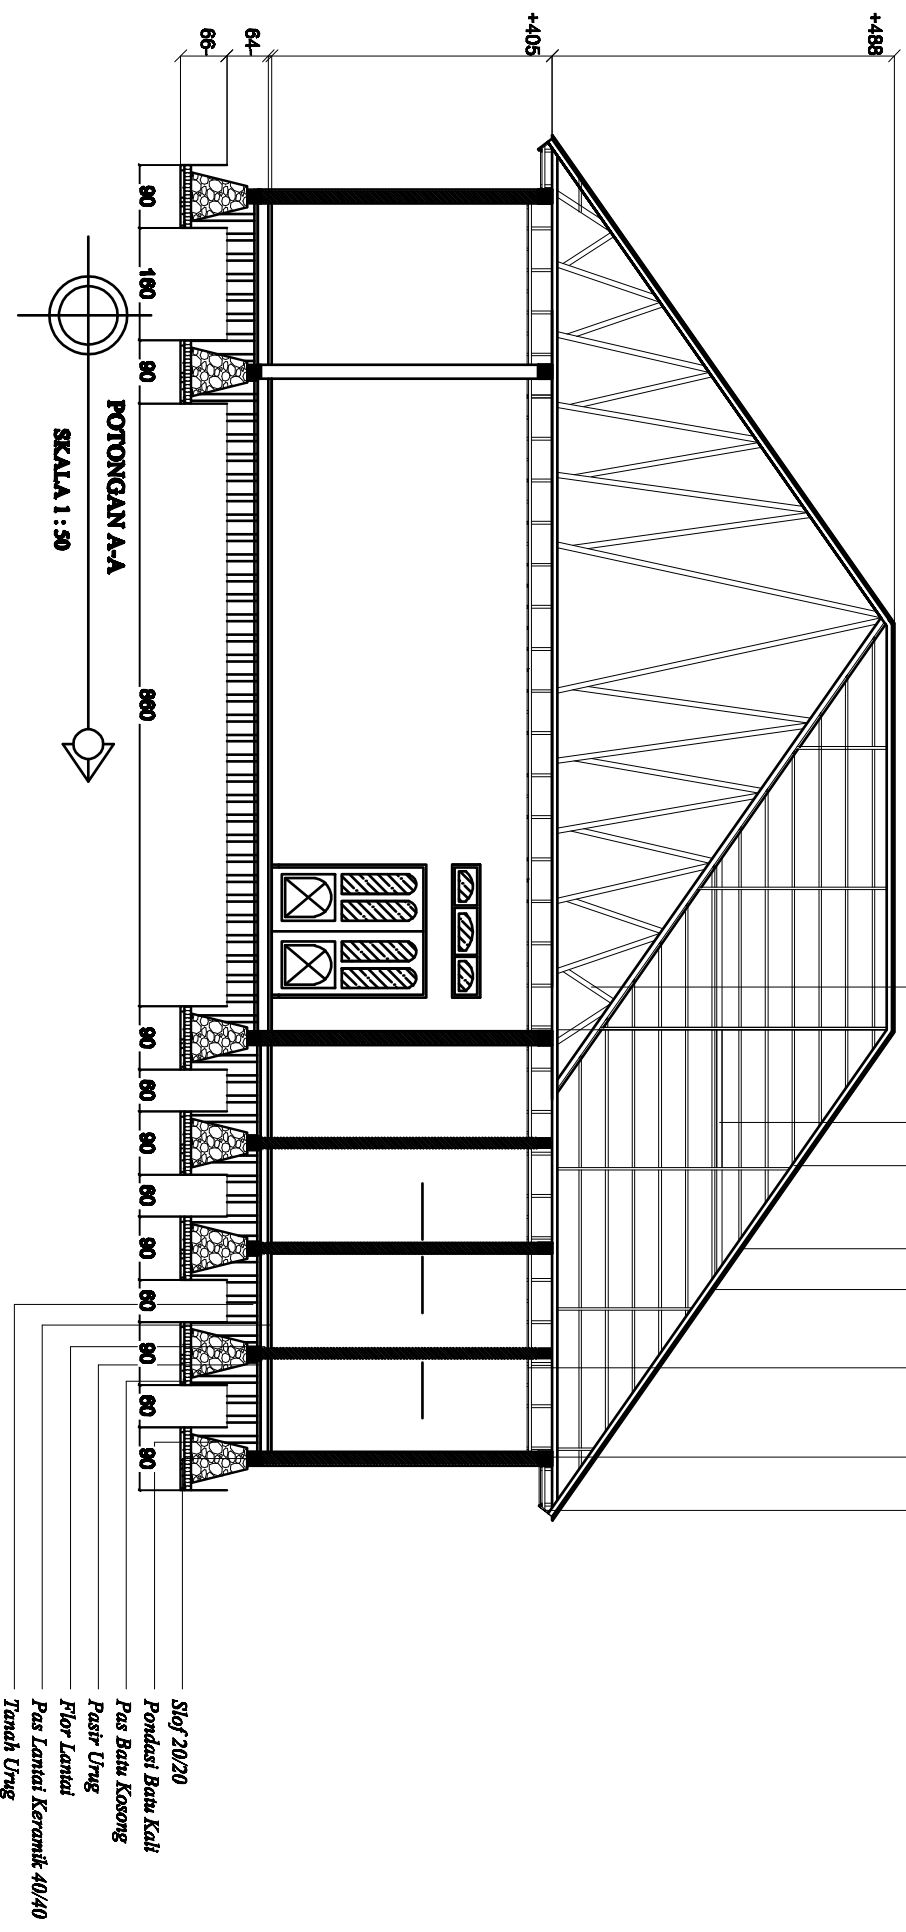 +488
+405
64-
66-
90 160 90 860 90 60 90 60 90 60 90 60 90
POTONGAN A-A
SKALA 1 : 50
Slof 20/20
Pondasi Batu Kali
Pas Batu Kosong
Pasir Urug
Flor Lantai
Pas Lantai Keramik 40/40
Tanah Urug